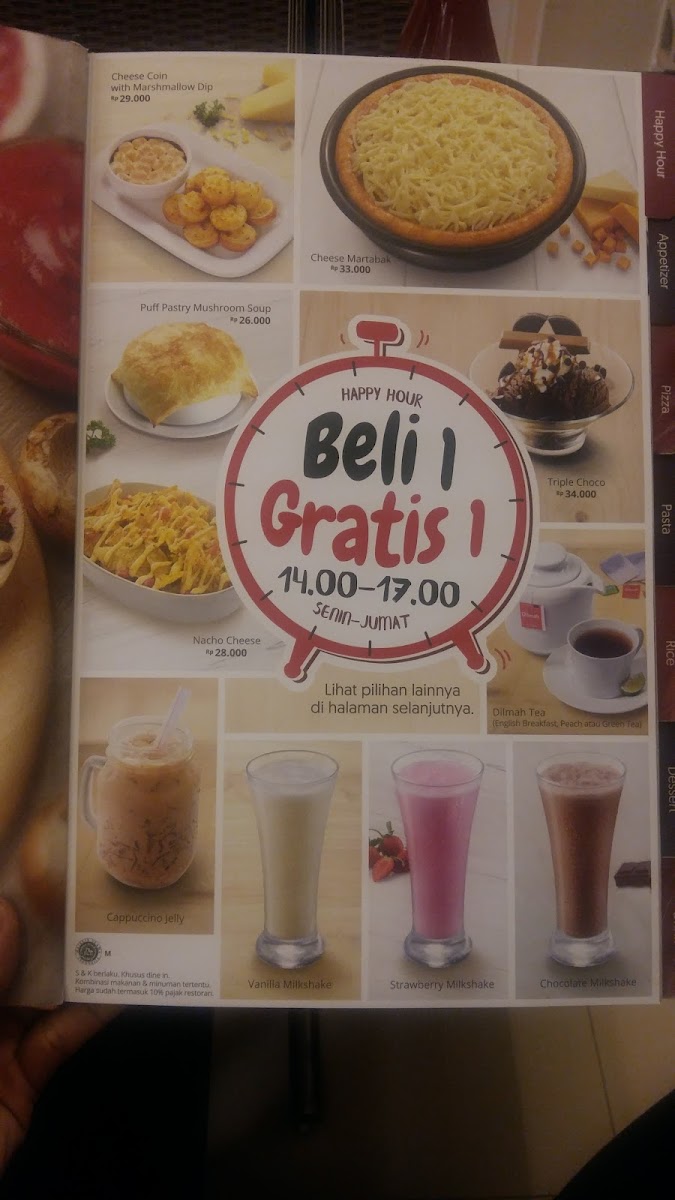 Cheese Coin
with Marshmallow Dip
Rp 29.000
Cheese Martabak
Rp 33.000
Puff Pastry Mushroom Soup
Rp 26.000
HAPPY HOUR
Beli 1
Gratis 1
14.00-17.00
SENIN-JUMAT
Triple Choco
Rp 34.000
Nacho Cheese
Rp 28.000
Lihat pilihan lainnya
di halaman selanjutnya.
Dilmah
Dilmah Tea
(English Breakfast, Peach atau Green Tea)
Cappuccino Jelly
Vanilla Milkshake
Strawberry Milkshake
Chocolate Milkshake
M
S & K berlaku. Khusus dine in.
Kombinasi makanan & minuman tertentu.
Harga sudah termasuk 10% pajak restoran.
Happy Hour
Appetizer
Pizza
Pasta
Rice
Dessert